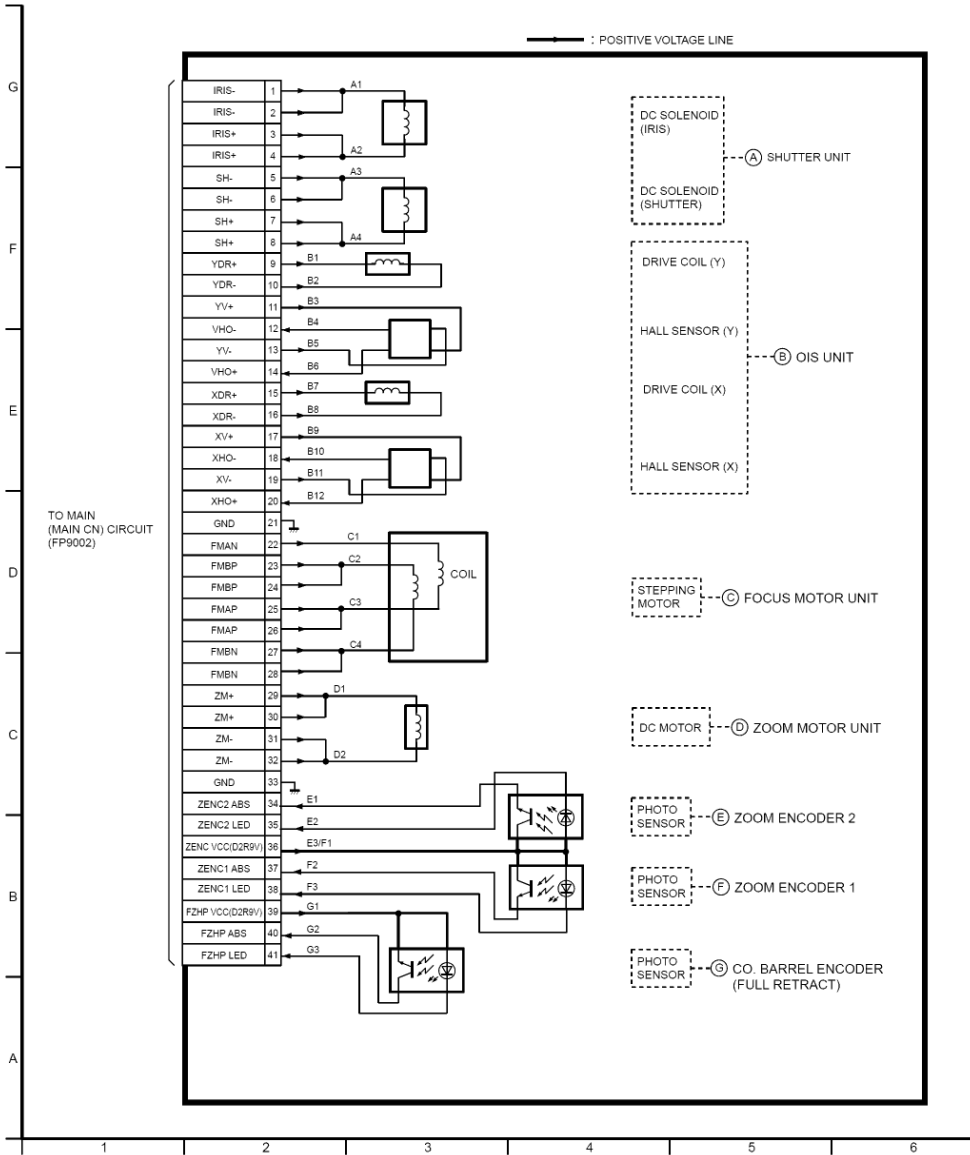 : POSITIVE VOLTAGE LINE
G
F
E
D
C
B
A
TO MAIN
(MAIN CN) CIRCUIT
(FP9002)
IRIS- 1 A1
IRIS- 2
IRIS+ 3
IRIS+ 4 A2
SH- 5 A3
SH- 6
SH+ 7
SH+ 8 A4
YDR+ 9 B1
YDR- 10 B2
YV+ 11 B3
VHO- 12 B4
YV- 13 B5
VHO+ 14 B6
XDR+ 15 B7
XDR- 16 B8
XV+ 17 B9
XHO- 18 B10
XV- 19 B11
XHO+ 20 B12
GND 21
FMAN 22 C1
FMBP 23 C2
FMBP 24
FMAP 25 C3
FMAP 26
FMBN 27 C4
FMBN 28
COIL
ZM+ 29 D1
ZM+ 30
ZM- 31
ZM- 32 D2
GND 33
ZENC2 ABS 34 E1
ZENC2 LED 35 E2
ZENC VCC(D2R9V) 36 E3/F1
ZENC1 ABS 37 F2
ZENC1 LED 38 F3
FZHP VCC(D2R9V) 39 G1
FZHP ABS 40 G2
FZHP LED 41 G3
DC SOLENOID
(IRIS)
A SHUTTER UNIT
DC SOLENOID
(SHUTTER)
DRIVE COIL (Y)
HALL SENSOR (Y)
B OIS UNIT
DRIVE COIL (X)
HALL SENSOR (X)
STEPPING
MOTOR
C FOCUS MOTOR UNIT
DC MOTOR
D ZOOM MOTOR UNIT
PHOTO
SENSOR
E ZOOM ENCODER 2
PHOTO
SENSOR
F ZOOM ENCODER 1
PHOTO
SENSOR
G CO. BARREL ENCODER
(FULL RETRACT)
1 2 3 4 5 6